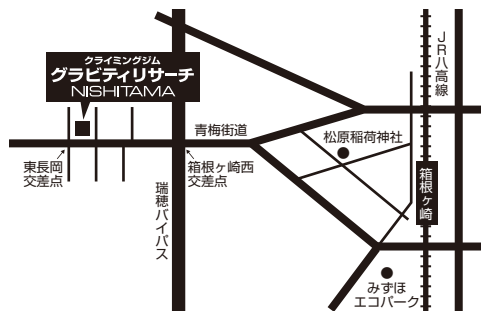 クライミングジム
グラビティリサーチ
NISHITAMA
JR八高線
青梅街道
松原稲荷神社
東長岡
交差点
箱根ヶ崎西
交差点
箱根ヶ崎
瑞穂バイパス
みずほ
エコパーク